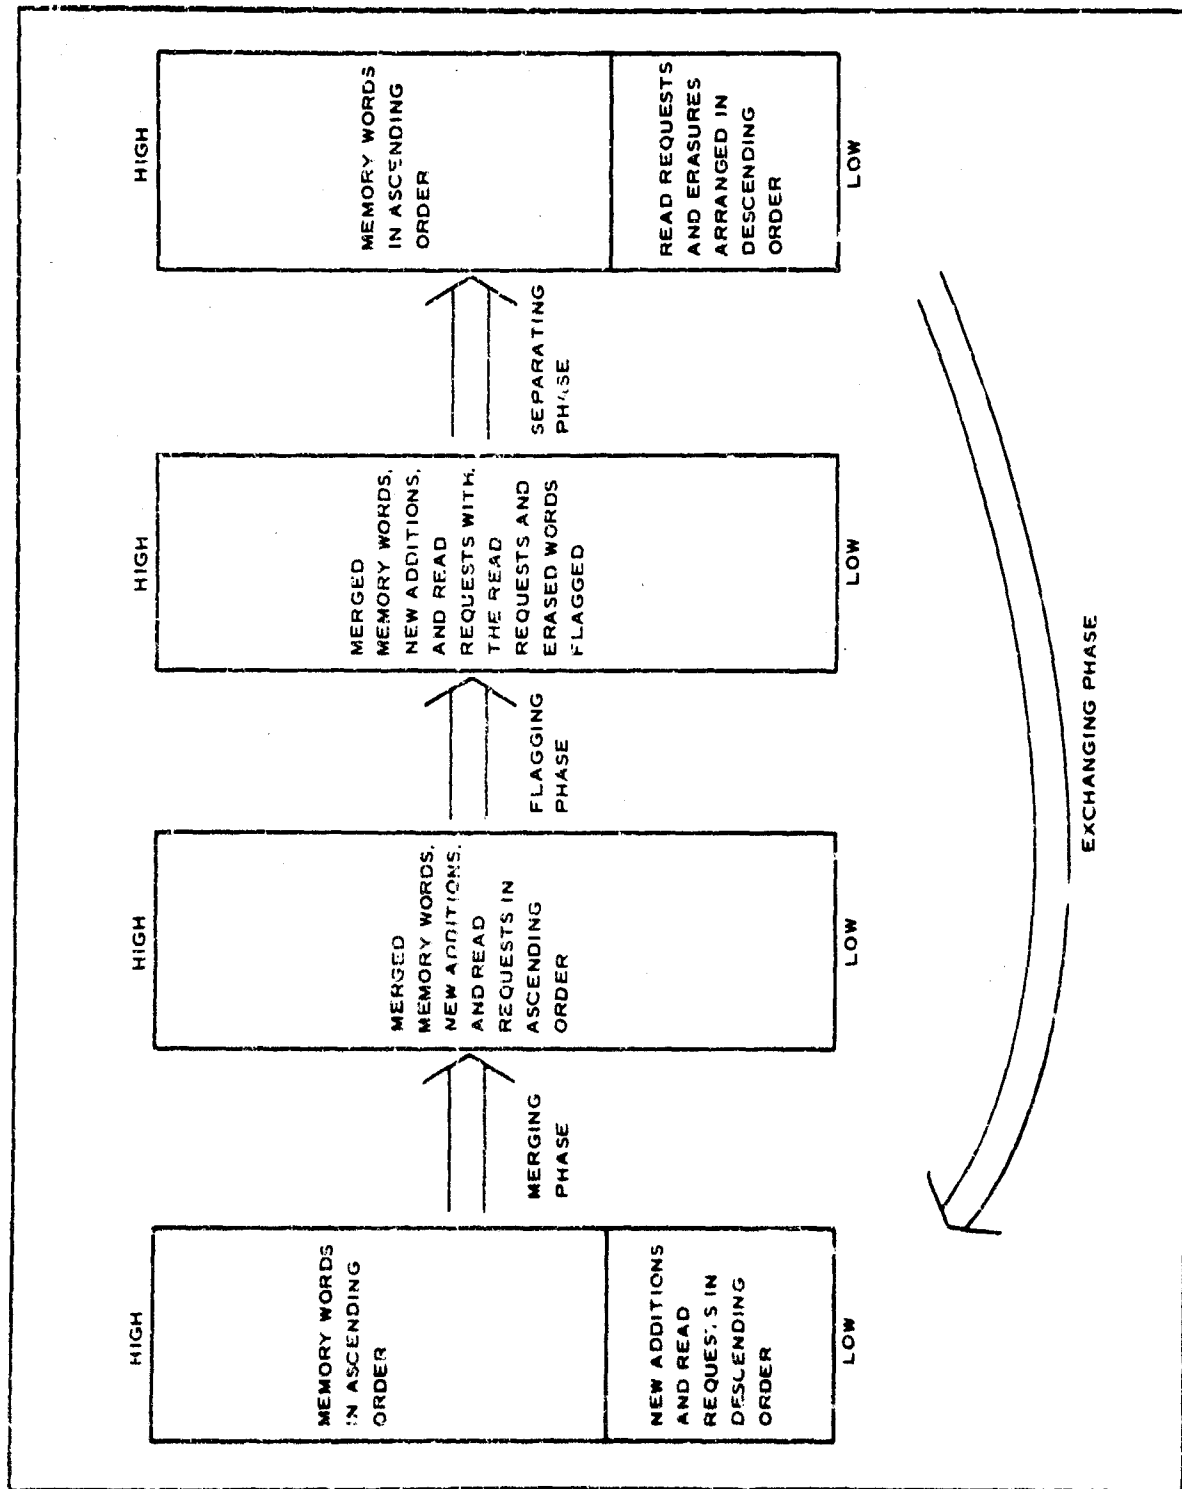 HIGH
MEMORY WORDS
IN ASCENDING
ORDER
NEW ADDITIONS
AND READ
REQUESTS IN
DESCENDING
ORDER
LOW
MERGING
PHASE
HIGH
MERGED
MEMORY WORDS,
NEW ADDITIONS,
AND READ
REQUESTS IN
ASCENDING
ORDER
LOW
FLAGGING
PHASE
HIGH
MERGED
MEMORY WORDS,
NEW ADDITIONS,
AND READ
REQUESTS WITH
THE READ
REQUESTS AND
ERASED WORDS
FLAGGED
LOW
SEPARATING
PHASE
HIGH
MEMORY WORDS
IN ASCENDING
ORDER
READ REQUESTS
AND ERASURES
ARRANGED IN
DESCENDING
ORDER
LOW
EXCHANGING PHASE